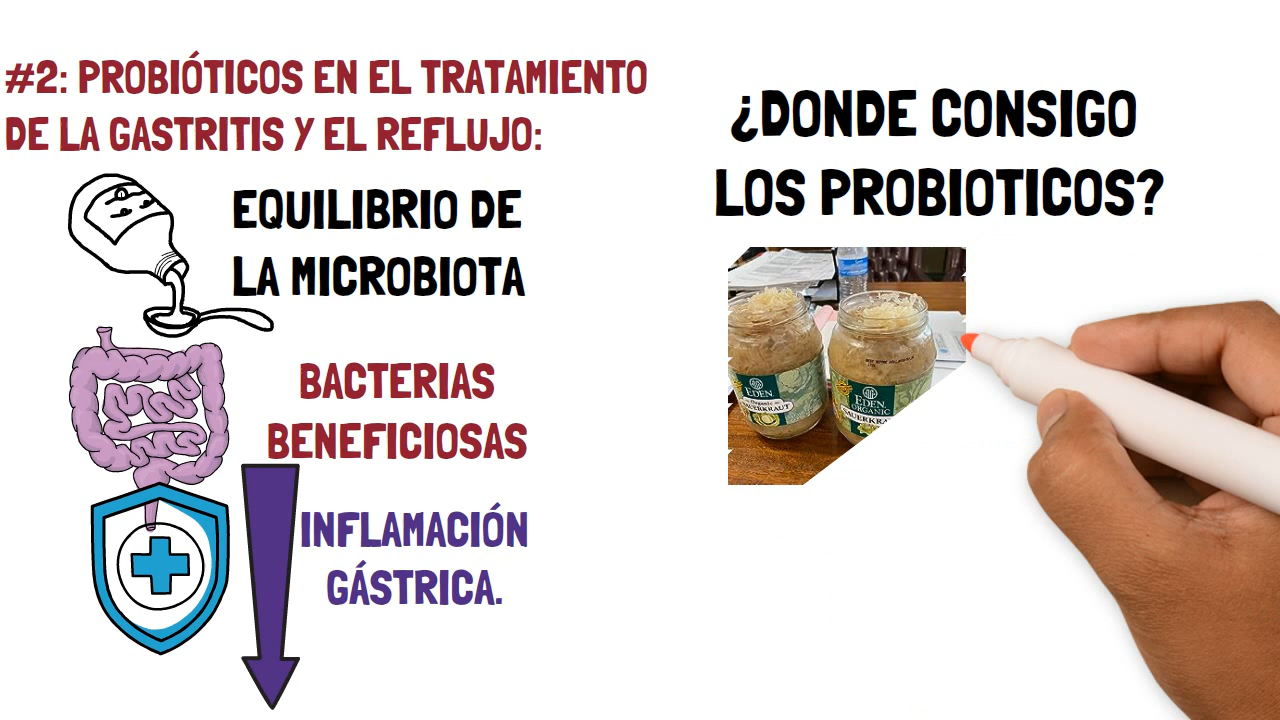 #2: PROBIÓTICOS EN EL TRATAMIENTO
DE LA GASTRITIS Y EL REFLUJO:
EQUILIBRIO DE
LA MICROBIOTA
BACTERIAS
BENEFICIOSAS
INFLAMACIÓN
GÁSTRICA.
¿DONDE CONSIGO
LOS PROBIOTICOS?
EDEN
Organic
SAUERKRAUT
EDEN
ORGANIC